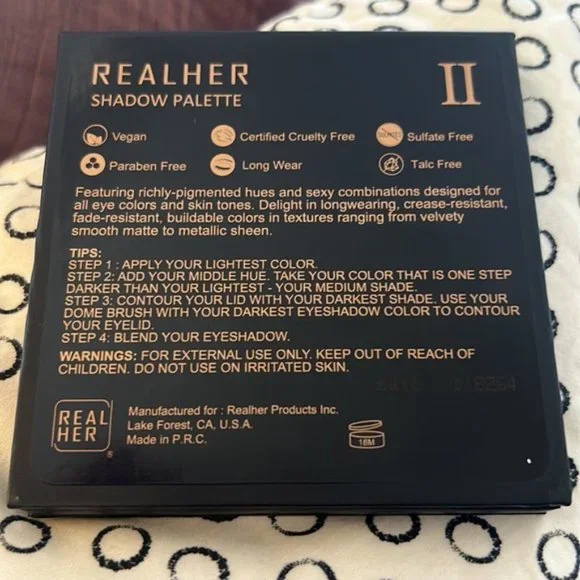 REALHER
II
SHADOW PALETTE
Vegan
Certified Cruelty Free
Sulfate Free
Paraben Free
Long Wear
Talc Free
Featuring richly-pigmented hues and sexy combinations designed for
all eye colors and skin tones. Delight in longwearing, crease-resistant,
fade-resistant, buildable colors in textures ranging from velvety
smooth matte to metallic sheen.
TIPS:
STEP 1 : APPLY YOUR LIGHTEST COLOR.
STEP 2: ADD YOUR MIDDLE HUE. TAKE YOUR COLOR THAT IS ONE STEP
DARKER THAN YOUR LIGHTEST - YOUR MEDIUM SHADE.
STEP 3: CONTOUR YOUR LID WITH YOUR DARKEST SHADE. USE YOUR
DOME BRUSH WITH YOUR DARKEST EYESHADOW COLOR TO CONTOUR
YOUR EYELID.
STEP 4: BLEND YOUR EYESHADOW.
WARNINGS: FOR EXTERNAL USE ONLY. KEEP OUT OF REACH OF
CHILDREN. DO NOT USE ON IRRITATED SKIN.
REAL
HER
®
Manufactured for : Realher Products Inc.
Lake Forest, CA, U.S.A.
Made in P.R.C.
18M